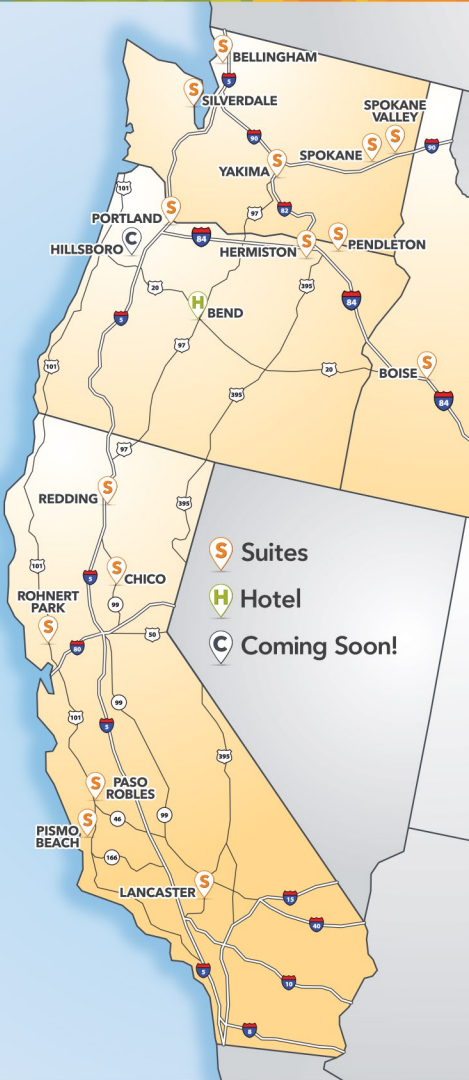 BELLINGHAM
5
S
SILVERDALE
S
SPOKANE
VALLEY
S
90
90
SPOKANE
S
YAKIMA
S
101
82
97
PORTLAND
S
84
HILLSBORO
C
HERMISTON
S
S
PENDLETON
20
395
84
H
BEND
5
97
101
20
BOISE
S
395
84
97
REDDING
S
395
S
Suites
101
5
S
CHICO
H
Hotel
99
ROHNERT
PARK
S
50
80
C
Coming Soon!
99
101
5
395
S
PASO
ROBLES
46
99
PISMO
BEACH
S
166
LANCASTER
S
15
40
5
10
8